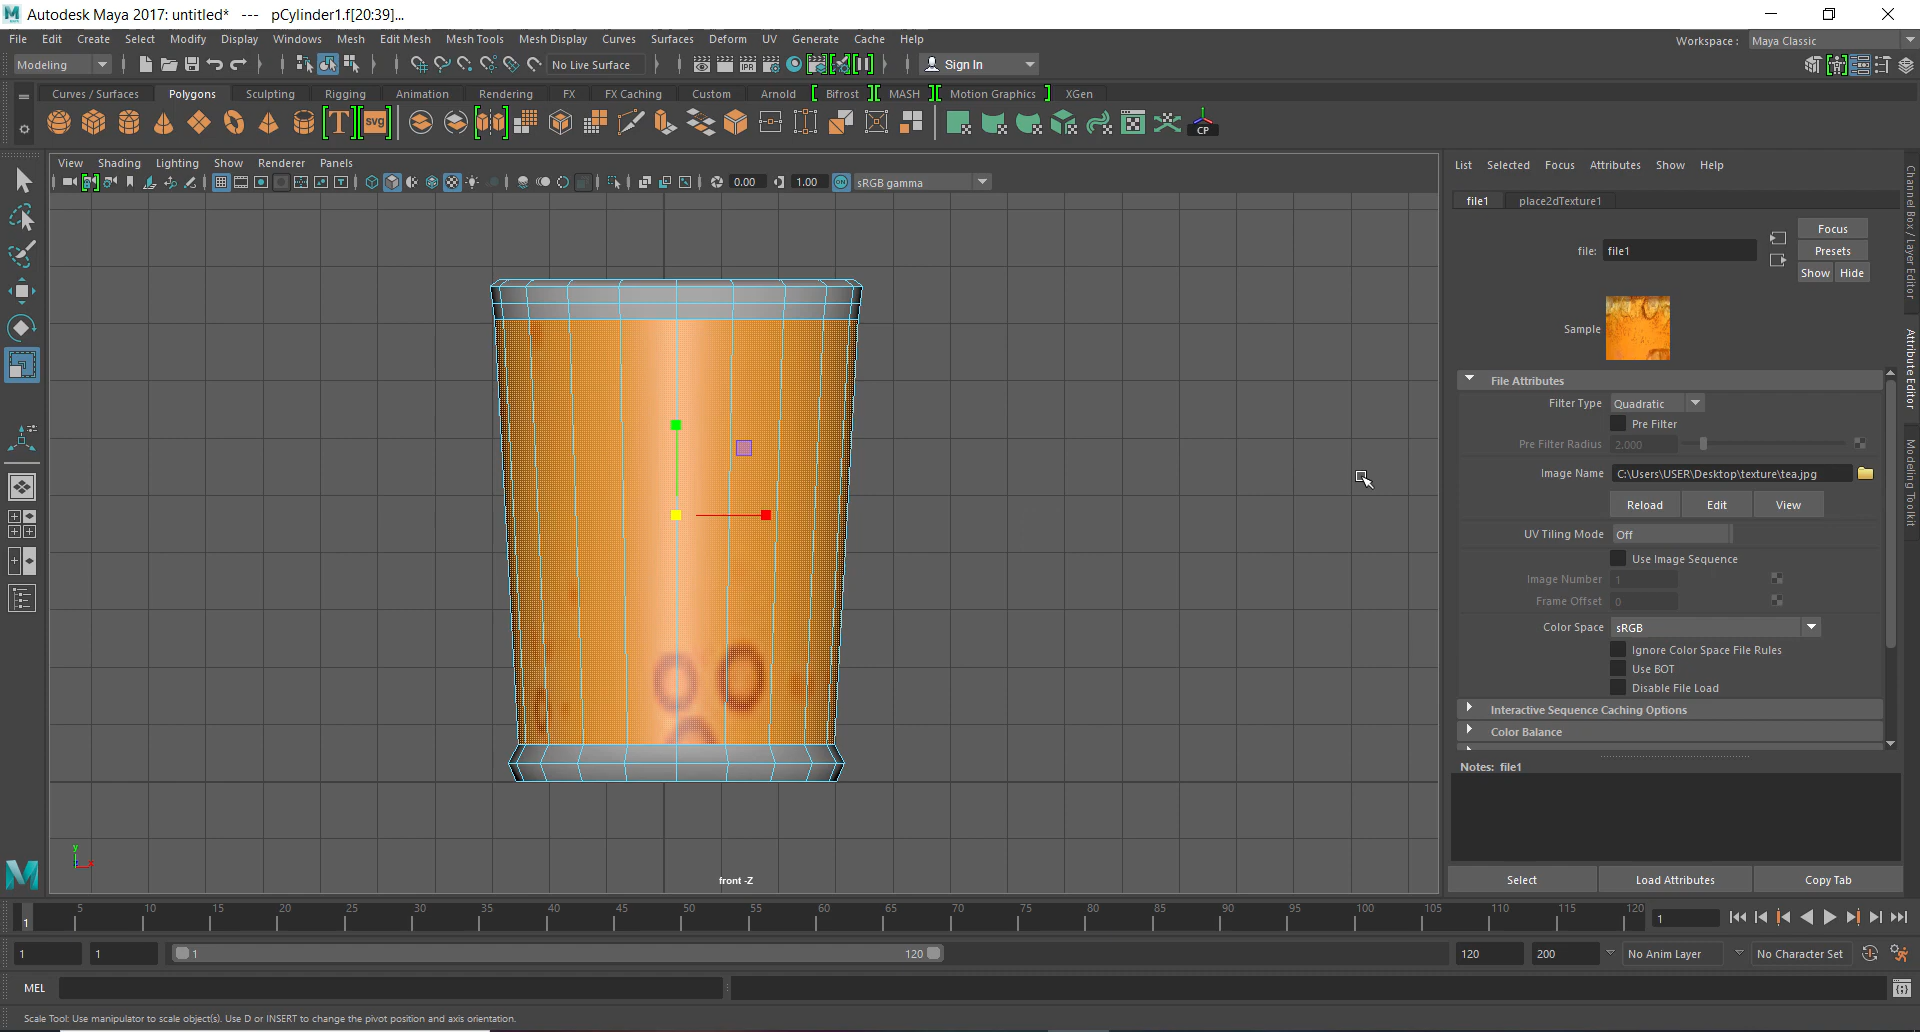 Autodesk Maya 2017: untitled* --- pCylinder1.f[20:39]...
File Edit Create Select Modify Display Windows Mesh Edit Mesh Mesh Tools Mesh Display Curves Surfaces Deform UV Generate Cache Help
Workspace : Maya Classic
Modeling No Live Surface Sign In
Curves / Surfaces Polygons Sculpting Rigging Animation Rendering FX FX Caching Custom Arnold Bifrost MASH Motion Graphics XGen
T svg CP
View Shading Lighting Show Renderer Panels
0.00 1.00 ON sRGB gamma
List Selected Focus Attributes Show Help
file1 place2dTexture1
file: file1
Focus
Presets
Show Hide
Sample
File Attributes
Filter Type Quadratic
Pre Filter
Pre Filter Radius 2.000
Image Name C:\Users\USER\Desktop\texture\tea.jpg
Reload Edit View
UV Tiling Mode Off
Use Image Sequence
Image Number 1
Frame Offset 0
Color Space sRGB
Ignore Color Space File Rules
Use BOT
Disable File Load
Interactive Sequence Caching Options
Color Balance
Notes: file1
Select Load Attributes Copy Tab
Channel Box / Layer Editor
Attribute Editor
Modeling Toolkit
y
front -Z
1 5 10 15 20 25 30 35 40 45 50 55 60 65 70 75 80 85 90 95 100 105 110 115 120 1
1 1 1 120 120 200 No Anim Layer No Character Set
MEL
Scale Tool: Use manipulator to scale object(s). Use D or INSERT to change the pivot position and axis orientation.